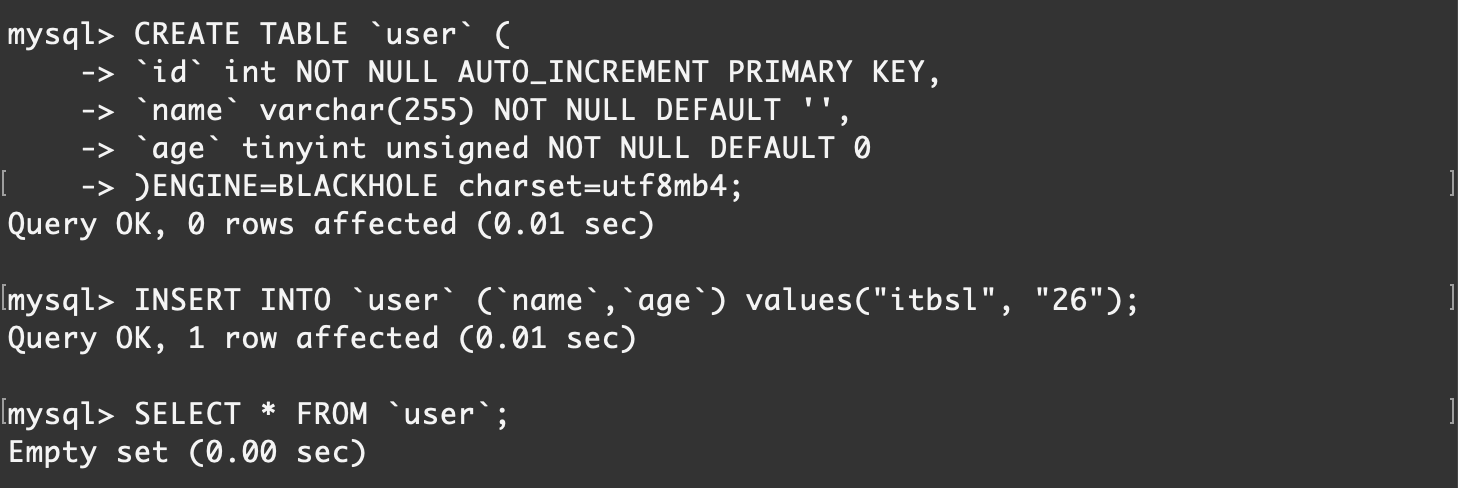 mysql> CREATE TABLE `user` (
    -> `id` int NOT NULL AUTO_INCREMENT PRIMARY KEY,
    -> `name` varchar(255) NOT NULL DEFAULT '',
    -> `age` tinyint unsigned NOT NULL DEFAULT 0
[    -> )ENGINE=BLACKHOLE charset=utf8mb4; ]
Query OK, 0 rows affected (0.01 sec)

[mysql> INSERT INTO `user` (`name`,`age`) values("itbsl", "26"); ]
Query OK, 1 row affected (0.01 sec)

[mysql> SELECT * FROM `user`; ]
Empty set (0.00 sec)